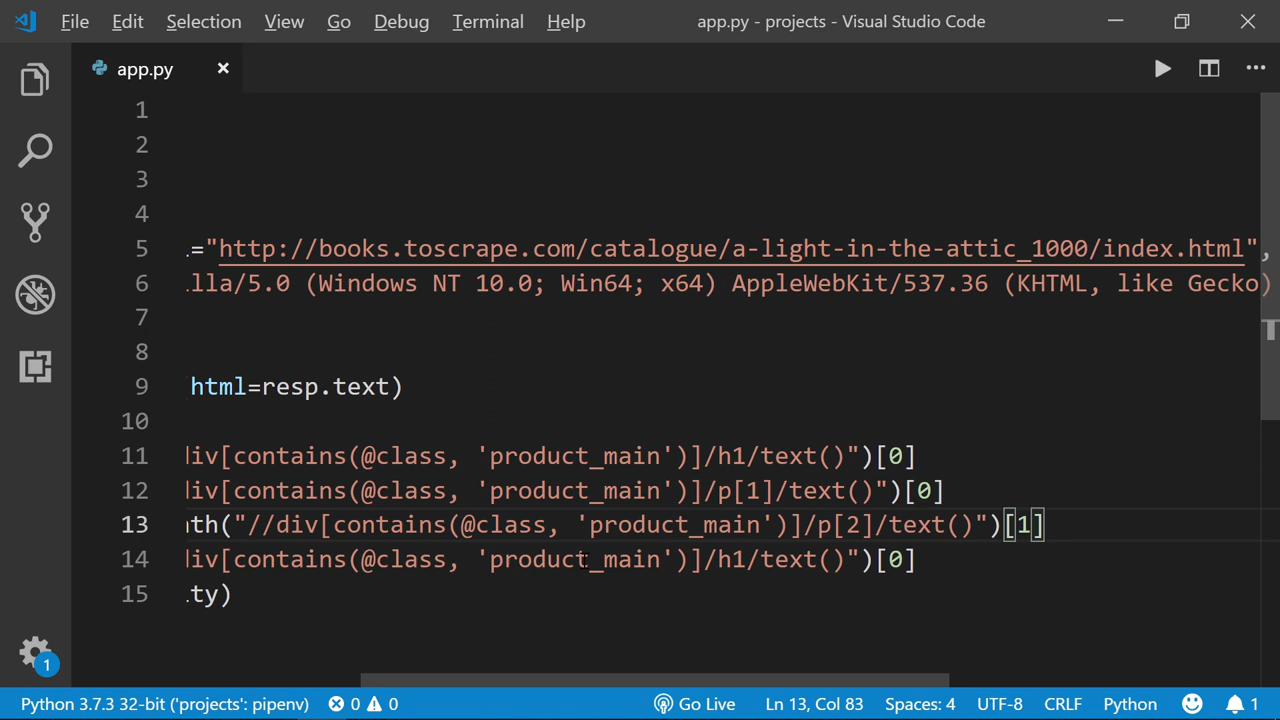 File Edit Selection View Go Debug Terminal Help app.py - projects - Visual Studio Code
app.py
1
2
3
4
5 .="http://books.toscrape.com/catalogue/a-light-in-the-attic_1000/index.html",
6 lla/5.0 (Windows NT 10.0; Win64; x64) AppleWebKit/537.36 (KHTML, like Gecko)
7
8
9 html=resp.text)
10
11 div[contains(@class, 'product_main')]/h1/text()")[0]
12 div[contains(@class, 'product_main')]/p[1]/text()")[0]
13 ath("//div[contains(@class, 'product_main')]/p[2]/text()")[1]
14 div[contains(@class, 'product_main')]/h1/text()")[0]
15 ty)
1
Python 3.7.3 32-bit ('projects': pipenv) 0 0 Go Live Ln 13, Col 83 Spaces: 4 UTF-8 CRLF Python 1